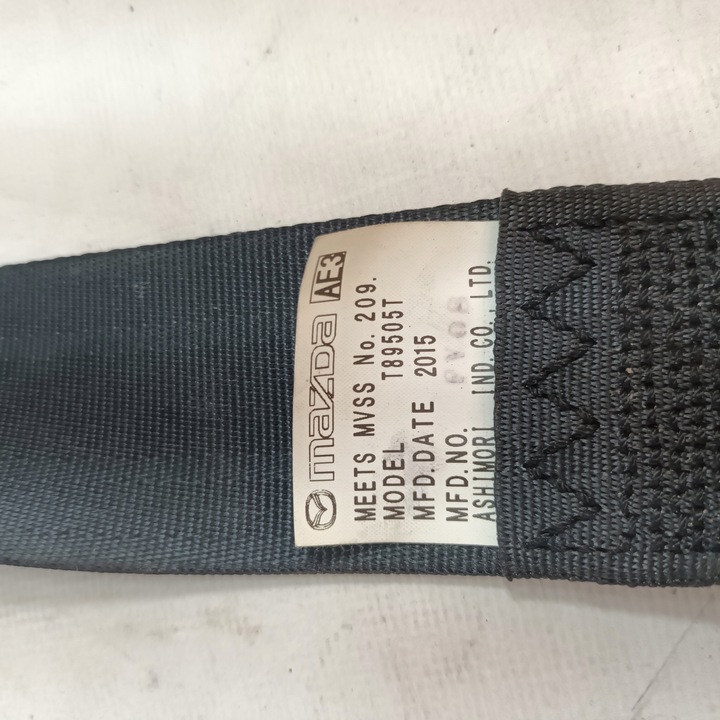 mazda AE3
MEETS MVSS No. 209.
MODEL T89505T
MFD.DATE 2015
MFD.NO.
ASHIMORI IND.CO.,LTD.